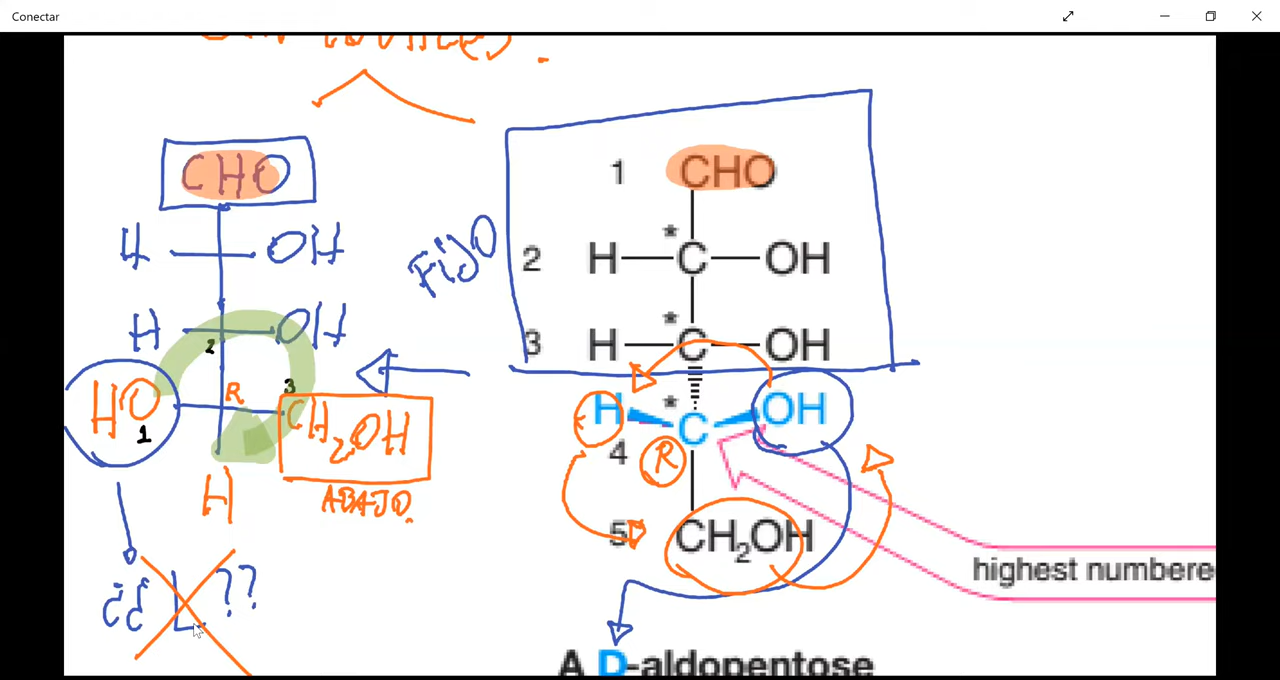 Conectar
CHO
H OH
H OH
2
HO 1 R 3 CH2OH
H
ABAJO.
¿¿ L ??
Fijo
1 CHO
*
2 H—C—OH
*
3 H—C—OH
*
H C OH
4 R
5 CH2OH
highest numbere
A D-aldopentose